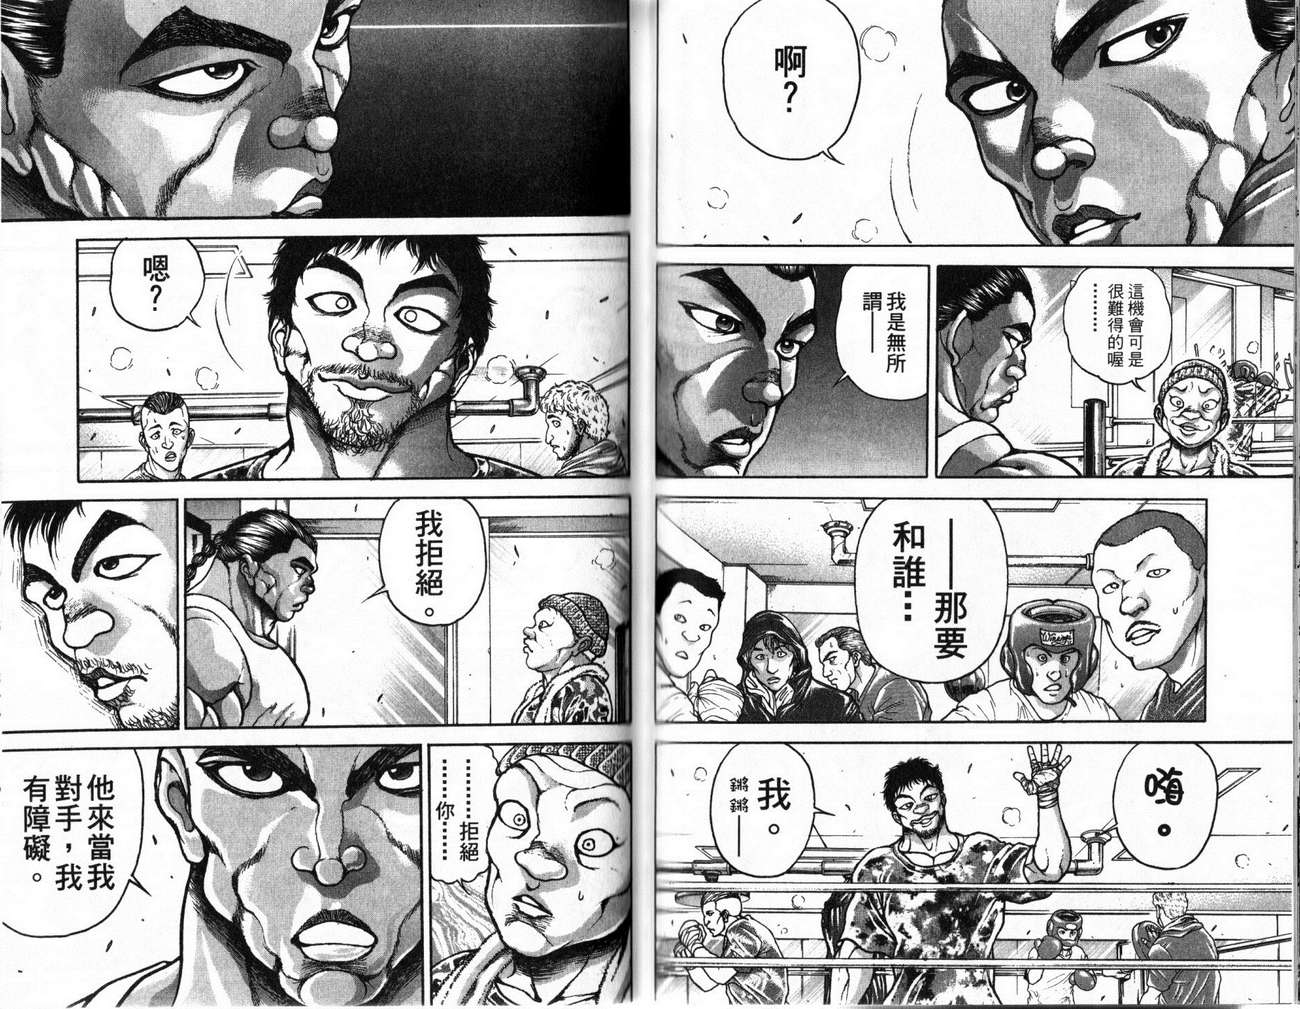 啊？
這機會可是
很難得的喔
⋯⋯⋯
我是無所
謂——
——那要
和誰⋯
嗨。
我。
鏘鏘——
嗯？
我拒絕。
⋯⋯⋯拒絕
⋯⋯你⋯⋯
他來當我
對手，我
有障礙。